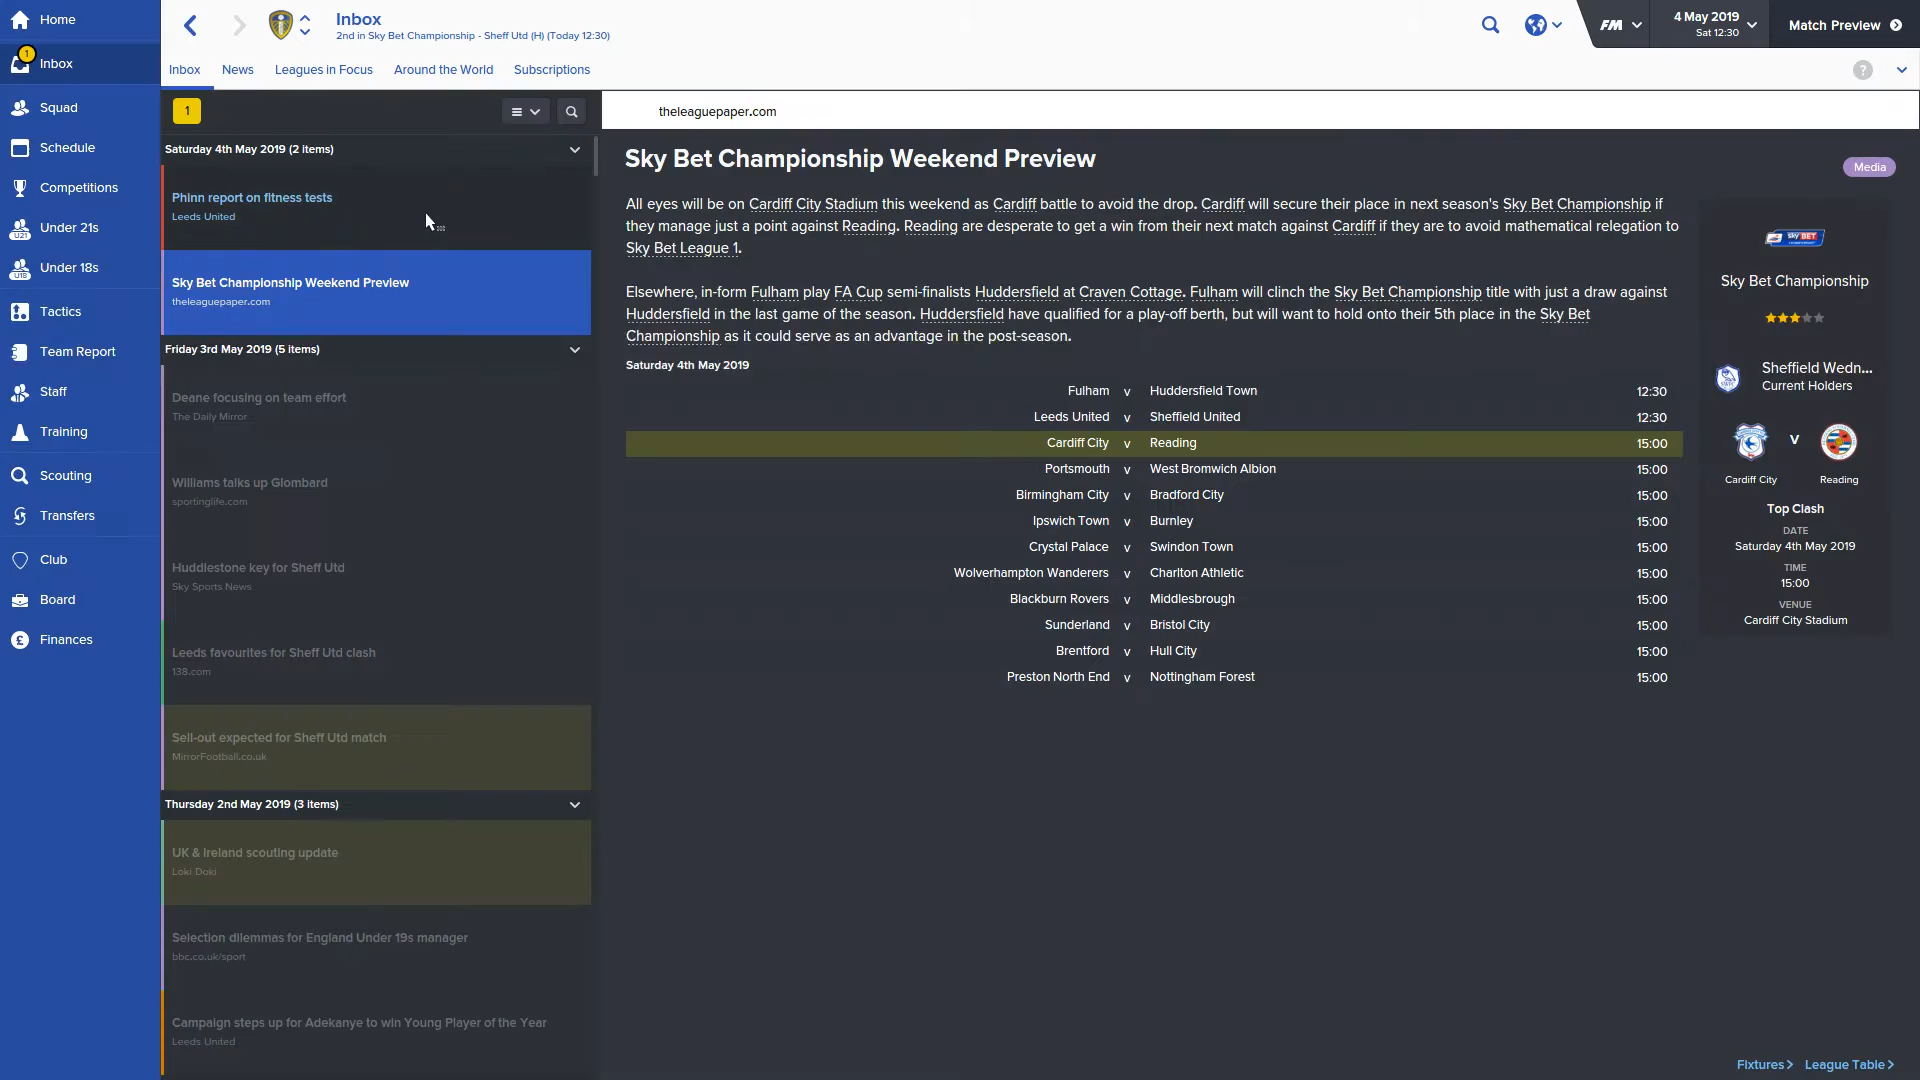 Home
1
Inbox
Squad
Schedule
Competitions
U21
Under 21s
U18
Under 18s
Tactics
Team Report
Staff
Training
Scouting
Transfers
Club
Board
Finances
Inbox
2nd in Sky Bet Championship - Sheff Utd (H) (Today 12:30)
FM
4 May 2019
Sat 12:30
Match Preview
Inbox
News
Leagues in Focus
Around the World
Subscriptions
?
1
Saturday 4th May 2019 (2 items)
Phinn report on fitness tests
Leeds United
Sky Bet Championship Weekend Preview
theleaguepaper.com
Friday 3rd May 2019 (5 items)
Deane focusing on team effort
The Daily Mirror
Williams talks up Glombard
sportinglife.com
Huddlestone key for Sheff Utd
Sky Sports News
Leeds favourites for Sheff Utd clash
138.com
Sell-out expected for Sheff Utd match
MirrorFootball.co.uk
Thursday 2nd May 2019 (3 items)
UK & Ireland scouting update
Loki Doki
Selection dilemmas for England Under 19s manager
bbc.co.uk/sport
Campaign steps up for Adekanye to win Young Player of the Year
Leeds United
theleaguepaper.com
Sky Bet Championship Weekend Preview
Media
All eyes will be on Cardiff City Stadium this weekend as Cardiff battle to avoid the drop. Cardiff will secure their place in next season's Sky Bet Championship if
they manage just a point against Reading. Reading are desperate to get a win from their next match against Cardiff if they are to avoid mathematical relegation to
Sky Bet League 1.
Elsewhere, in-form Fulham play FA Cup semi-finalists Huddersfield at Craven Cottage. Fulham will clinch the Sky Bet Championship title with just a draw against
Huddersfield in the last game of the season. Huddersfield have qualified for a play-off berth, but will want to hold onto their 5th place in the Sky Bet
Championship as it could serve as an advantage in the post-season.
Saturday 4th May 2019
Fulham v Huddersfield Town 12:30
Leeds United v Sheffield United 12:30
Cardiff City v Reading 15:00
Portsmouth v West Bromwich Albion 15:00
Birmingham City v Bradford City 15:00
Ipswich Town v Burnley 15:00
Crystal Palace v Swindon Town 15:00
Wolverhampton Wanderers v Charlton Athletic 15:00
Blackburn Rovers v Middlesbrough 15:00
Sunderland v Bristol City 15:00
Brentford v Hull City 15:00
Preston North End v Nottingham Forest 15:00
sky BET
Sky Bet Championship
Sheffield Wedn...
Current Holders
V
Cardiff City
Reading
Top Clash
DATE
Saturday 4th May 2019
TIME
15:00
VENUE
Cardiff City Stadium
Fixtures
League Table